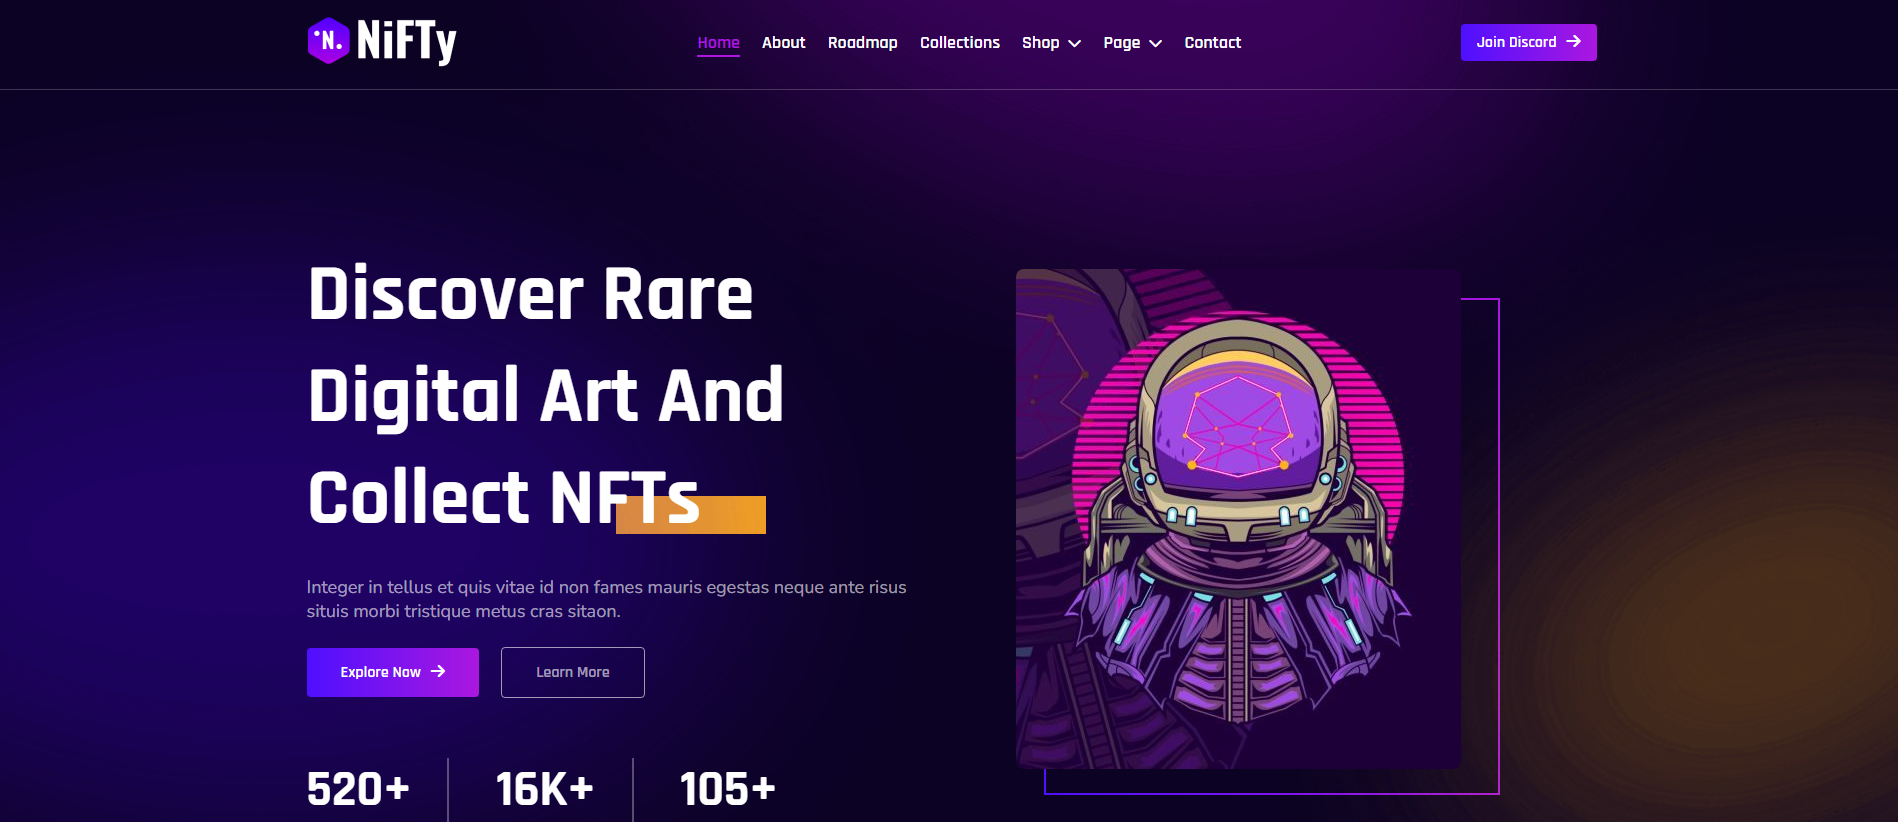 N. NiFTy
Home About Roadmap Collections Shop Page Contact
Join Discord
Discover Rare
Digital Art And
Collect NFTs
Integer in tellus et quis vitae id non fames mauris egestas neque ante risus
situis morbi tristique metus cras sitaon.
Explore Now
Learn More
520+ 16K+ 105+